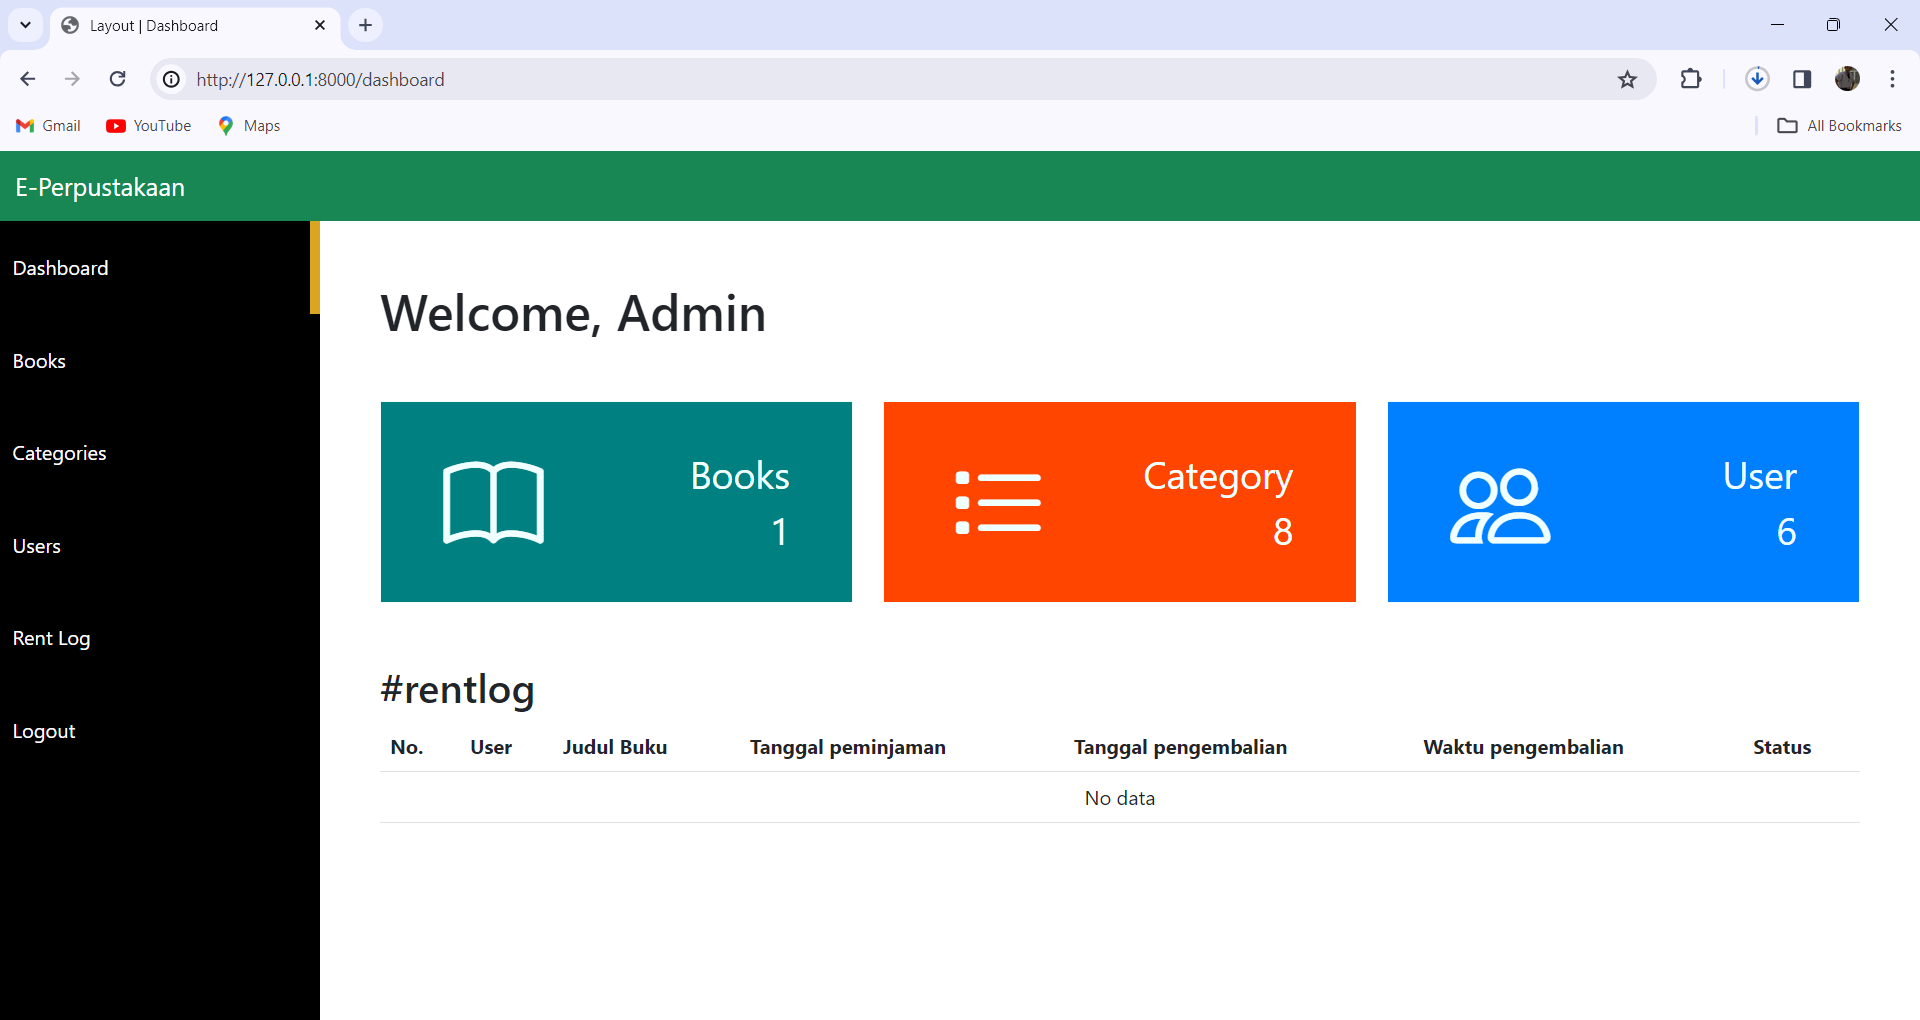 Layout | Dashboard
http://127.0.0.1:8000/dashboard
Gmail YouTube Maps All Bookmarks
E-Perpustakaan
Dashboard
Books
Categories
Users
Rent Log
Logout
Welcome, Admin
Books
1
Category
8
User
6
#rentlog
No. User Judul Buku Tanggal peminjaman Tanggal pengembalian Waktu pengembalian Status
No data